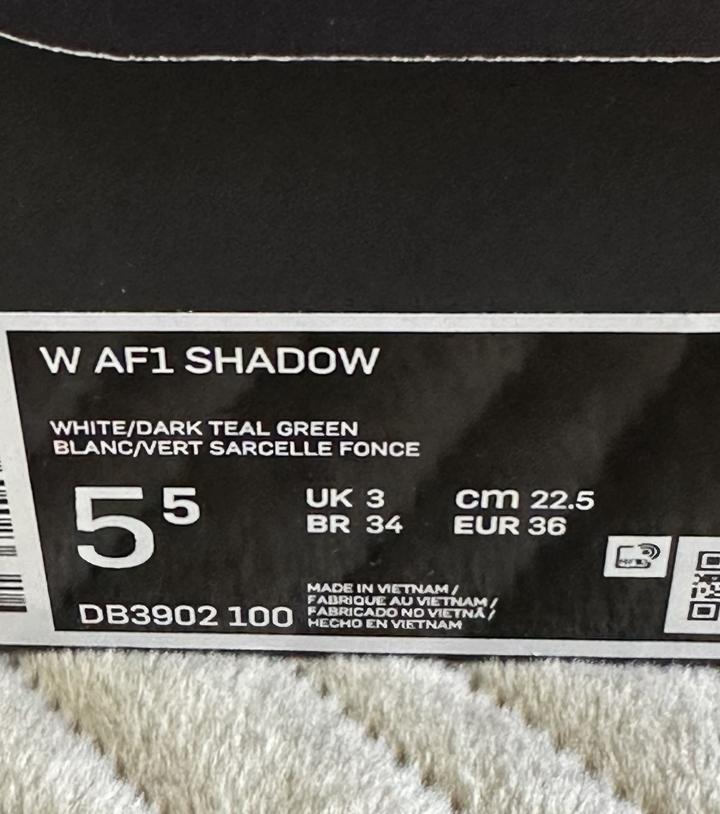 W AF1 SHADOW
WHITE/DARK TEAL GREEN
BLANC/VERT SARCELLE FONCE
5 5
UK 3
cm 22.5
BR 34
EUR 36
DB3902 100
MADE IN VIETNAM /
FABRIQUE AU VIETNAM /
FABRICADO NO VIETNÃ /
HECHO EN VIETNAM